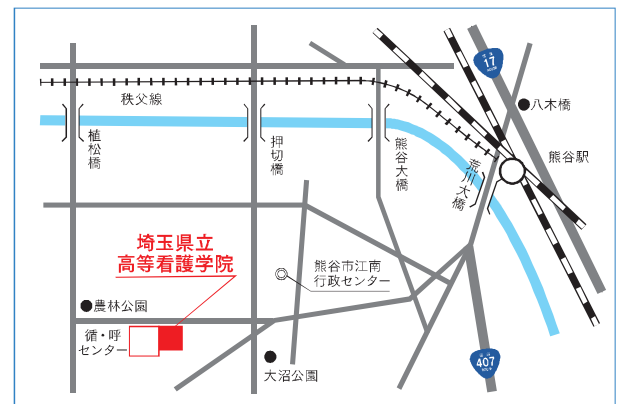 17
八木橋
秩父線
植松橋
押切橋
熊谷大橋
荒川大橋
熊谷駅
埼玉県立
高等看護学院
熊谷市江南
行政センター
農林公園
循・呼
センター
大沼公園
407